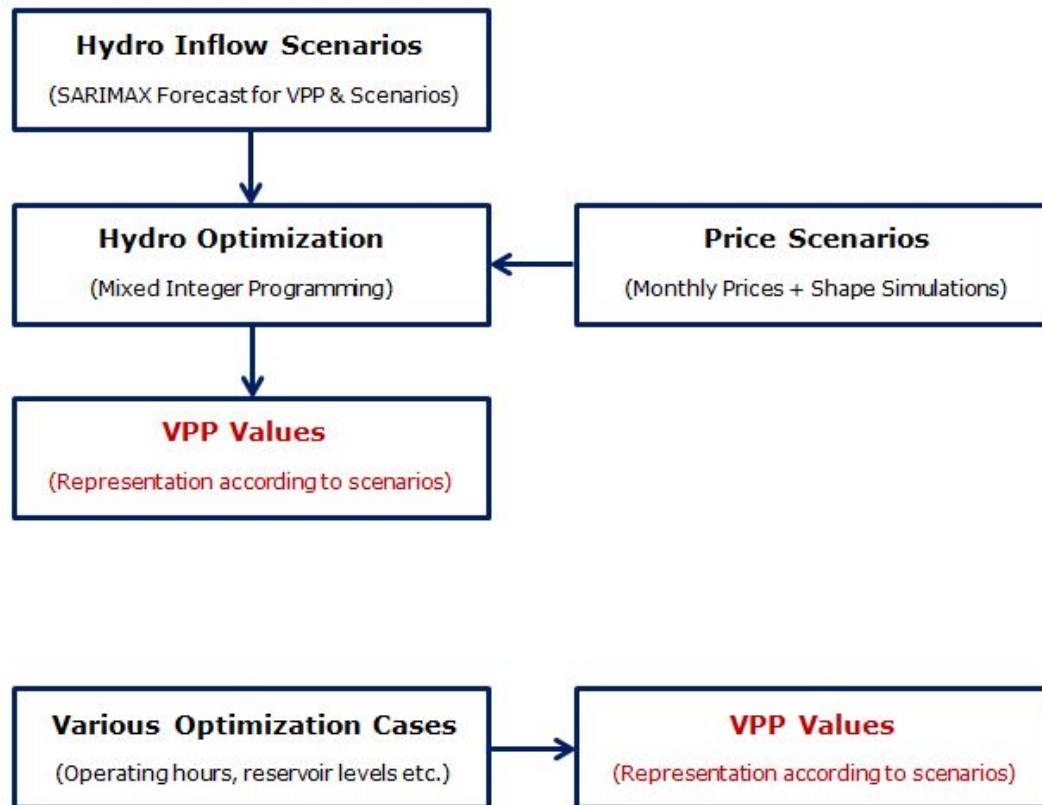 Hydro Inflow Scenarios
(SARIMAX Forecast for VPP & Scenarios)
Hydro Optimization
(Mixed Integer Programming)
Price Scenarios
(Monthly Prices + Shape Simulations)
VPP Values
(Representation according to scenarios)
Various Optimization Cases
(Operating hours, reservoir levels etc.)
VPP Values
(Representation according to scenarios)